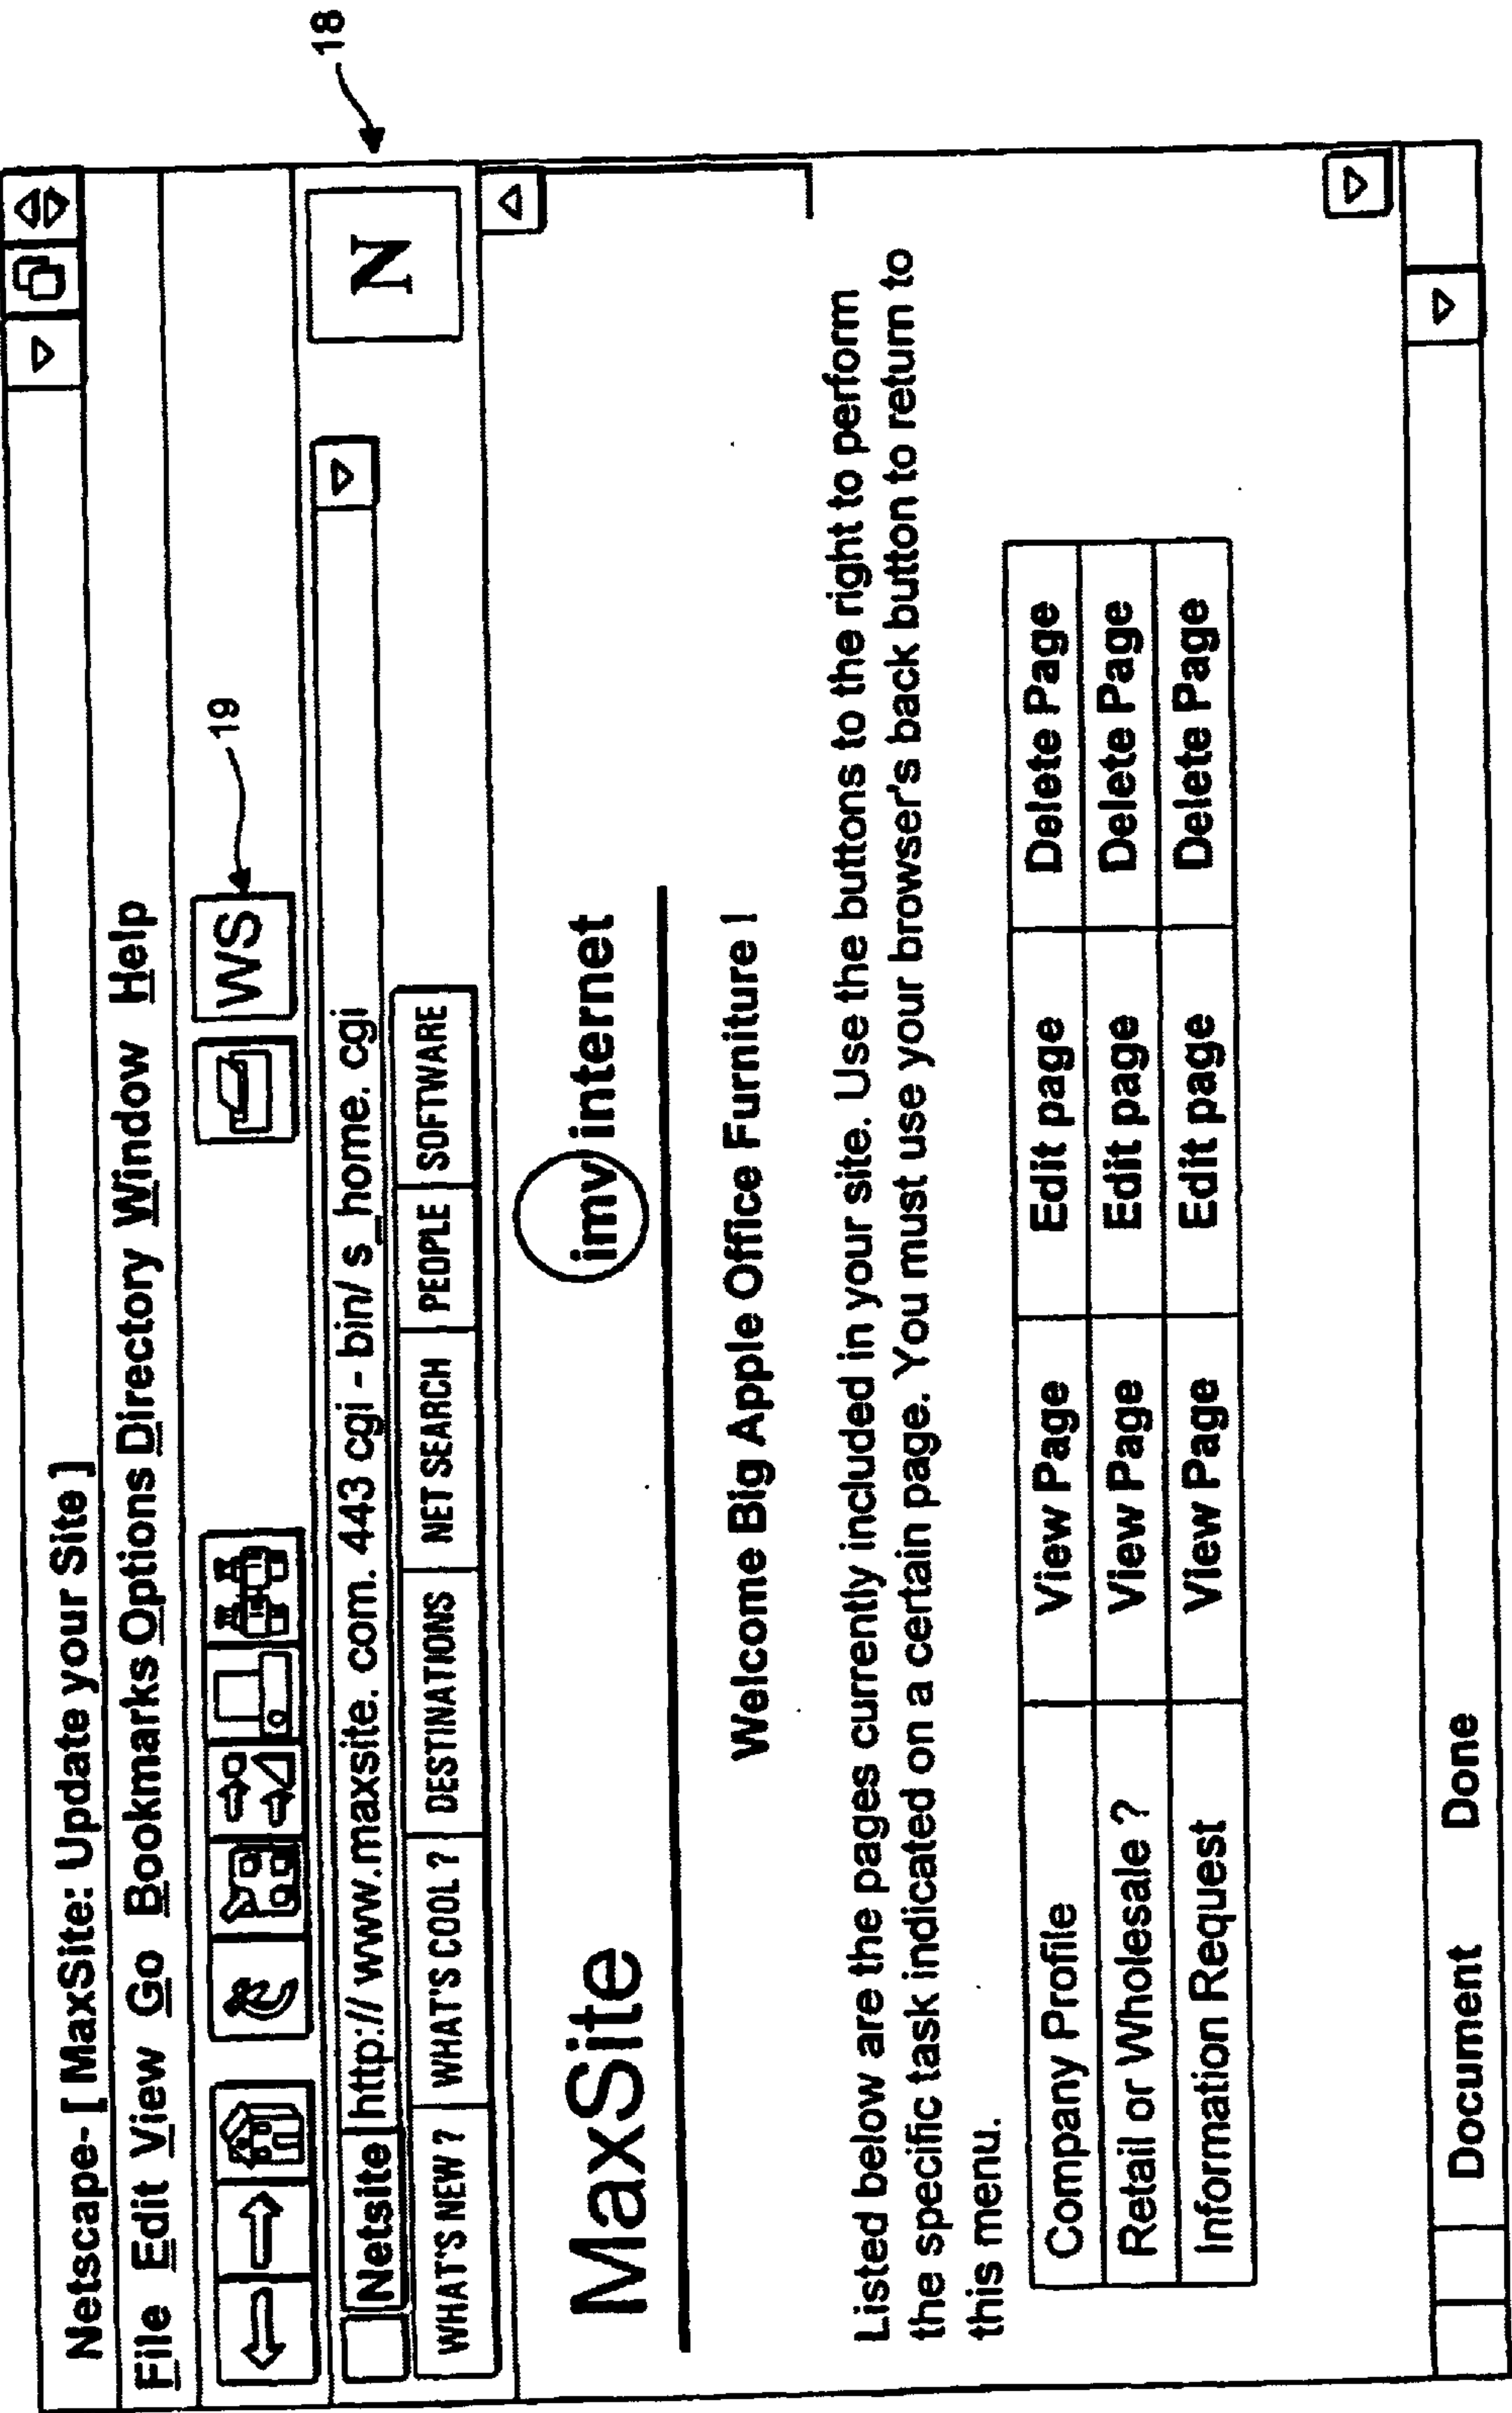 18
Netscape- [ MaxSite: Update your Site ]
File Edit View Go Bookmarks Options Directory Window Help
WS 19
Netsite http:// www.maxsite. com. 443 cgi - bin/ s_home. cgi
N
WHAT'S NEW ? WHAT'S COOL ? DESTINATIONS NET SEARCH PEOPLE SOFTWARE
MaxSite imv internet
Welcome Big Apple Office Furniture !
Listed below are the pages currently included in your site. Use the buttons to the right to perform
the specific task indicated on a certain page. You must use your browser's back button to return to
this menu.
Company Profile View Page Edit page Delete Page
Retail or Wholesale ? View Page Edit page Delete Page
Information Request View Page Edit page Delete Page
Document Done